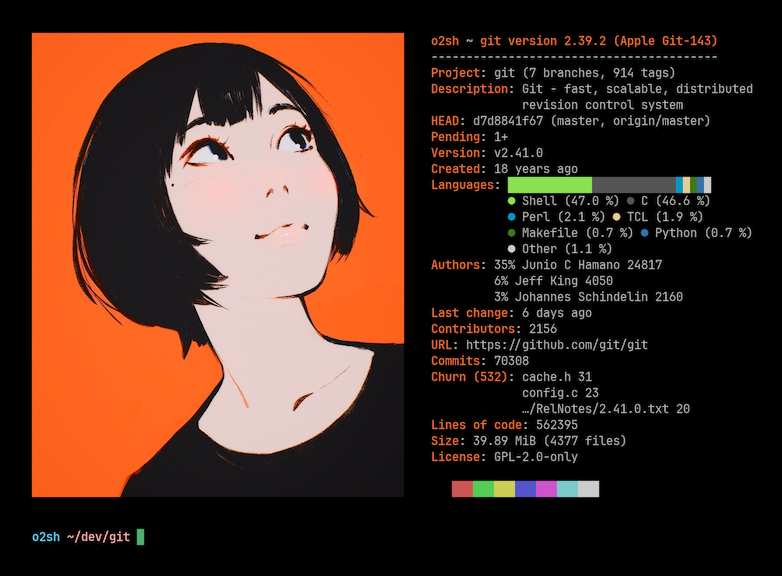 o2sh ~ git version 2.39.2 (Apple Git-143)
-----------------------------------------
Project: git (7 branches, 914 tags)
Description: Git - fast, scalable, distributed
revision control system
HEAD: d7d8841f67 (master, origin/master)
Pending: 1+
Version: v2.41.0
Created: 18 years ago
Languages:
● Shell (47.0 %) ● C (46.6 %)
● Perl (2.1 %) ● TCL (1.9 %)
● Makefile (0.7 %) ● Python (0.7 %)
● Other (1.1 %)
Authors: 35% Junio C Hamano 24817
6% Jeff King 4050
3% Johannes Schindelin 2160
Last change: 6 days ago
Contributors: 2156
URL: https://github.com/git/git
Commits: 70308
Churn (532): cache.h 31
config.c 23
…/RelNotes/2.41.0.txt 20
Lines of code: 562395
Size: 39.89 MiB (4377 files)
License: GPL-2.0-only
o2sh ~/dev/git